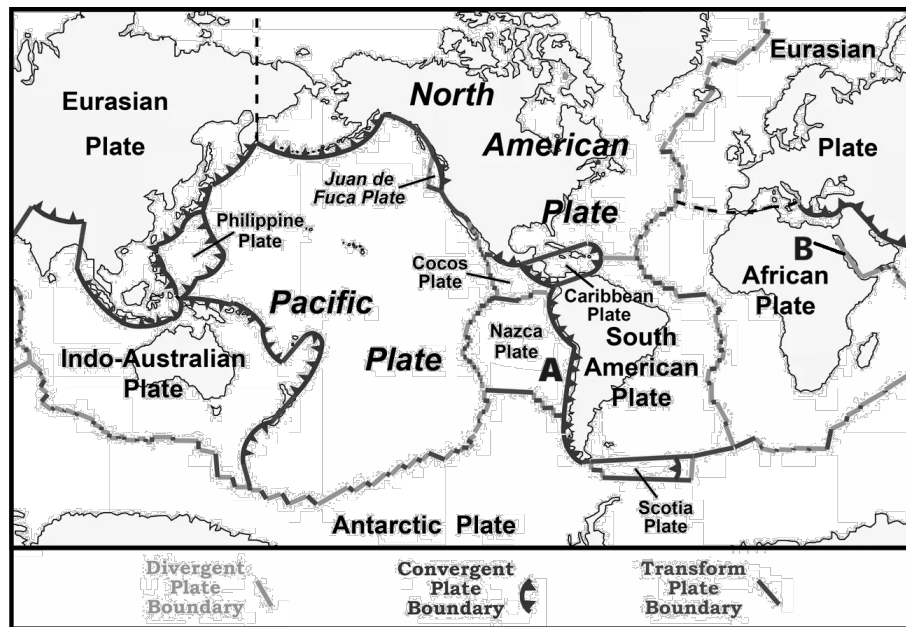 Eurasian
Plate
North
American
Plate
Eurasian
Plate
Juan de
Fuca Plate
Philippine
Plate
Cocos
Plate
Caribbean
Plate
B
African
Plate
Pacific
Plate
Nazca
Plate
A
South
American
Plate
Indo-Australian
Plate
Scotia
Plate
Antarctic Plate
Divergent
Plate
Boundary
Convergent
Plate
Boundary
Transform
Plate
Boundary